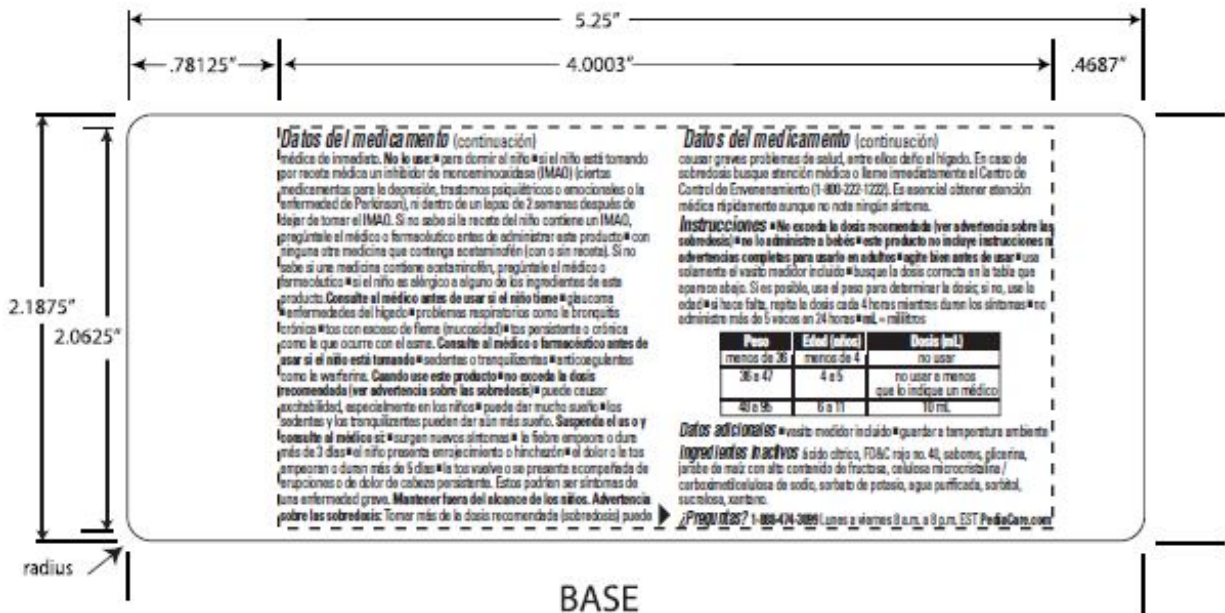 5.25"
.78125"
4.0003"
.4687"
2.1875"
2.0625"
Datos del medicamento (continuación)
médica de inmediato. No lo use: ■ para dormir al niño ■ si el niño está tomando
por receta médica un inhibidor de monoaminooxidasa (IMAO) (ciertos
medicamentos para la depresión, trastornos psiquiátricos o emocionales o la
enfermedad de Parkinson), ni dentro de un lapso de 2 semanas después de
dejar de tomar el IMAO. Si no sabe si la receta del niño contiene un IMAO,
pregúntele al médico o farmacéutico antes de administrar este producto ■ con
ninguna otra medicina que contenga acetaminofén (con o sin receta). Si no
sabe si una medicina contiene acetaminofén, pregúntele al médico o
farmacéutico ■ si el niño es alérgico a alguno de los ingredientes de este
producto. Consulte al médico antes de usar si el niño tiene ■ glaucoma
■ enfermedades del hígado ■ problemas respiratorios como la bronquitis
crónica ■ tos con exceso de flema (mucosidad) ■ tos persistente o crónica
como la que ocurre con el asma. Consulte al médico o farmacéutico antes de
usar si el niño está tomando ■ sedantes o tranquilizantes ■ anticoagulantes
como la warfarina. Cuando use este producto ■ no exceda la dosis
recomendada (ver advertencia sobre las sobredosis) ■ puede causar
excitabilidad, especialmente en los niños ■ puede dar mucho sueño ■ los
sedantes y los tranquilizantes pueden dar aún más sueño. Suspenda el uso y
consulte al médico si: ■ surgen nuevos síntomas ■ la fiebre empeora o dura
más de 3 días ■ el niño presenta enrojecimiento o hinchazón ■ el dolor o la tos
empeoran o duran más de 5 días ■ la tos vuelve o se presenta acompañada de
erupciones o de dolor de cabeza persistente. Estos podrían ser síntomas de
una enfermedad grave. Mantener fuera del alcance de los niños. Advertencia
sobre las sobredosis: Tomar más de la dosis recomendada (sobredosis) puede
Datos del medicamento (continuación)
causar graves problemas de salud, entre ellos daño al hígado. En caso de
sobredosis busque atención médica o llame inmediatamente al Centro de
Control de Envenenamiento (1-800-222-1222). Es esencial obtener atención
médica rápidamente aunque no note ningún síntoma.
Instrucciones ■ No exceda la dosis recomendada (ver advertencia sobre las
sobredosis) ■ no lo administre a bebés ■ este producto no incluye instrucciones ni
advertencias completas para usarlo en adultos ■ agite bien antes de usar ■ use
solamente el vasito medidor incluido ■ busque la dosis correcta en la tabla que
aparece abajo. Si es posible, use el peso para determinar la dosis; si no, use la
edad ■ si hace falta, repita la dosis cada 4 horas mientras duren los síntomas ■ no
administre más de 5 veces en 24 horas ■ mL = mililitros
Peso Edad (años) Dosis (mL)
menos de 36 menos de 4 no usar
36 a 47 4 a 5 no usar a menos
que lo indique un médico
48 a 95 6 a 11 10 mL
Datos adicionales ■ vasito medidor incluido ■ guardar a temperatura ambiente
Ingredientes inactivos ácido cítrico, FD&C rojo no. 40, sabores, glicerina,
jarabe de maíz con alto contenido de fructosa, celulosa microcristalina /
carboximetilcelulosa de sodio, sorbato de potasio, agua purificada, sorbitol,
sucralosa, xantano.
¿Preguntas? 1-888-474-3099 Lunes a viernes 8 a.m. a 8 p.m. EST PediaCare.com
radius
BASE